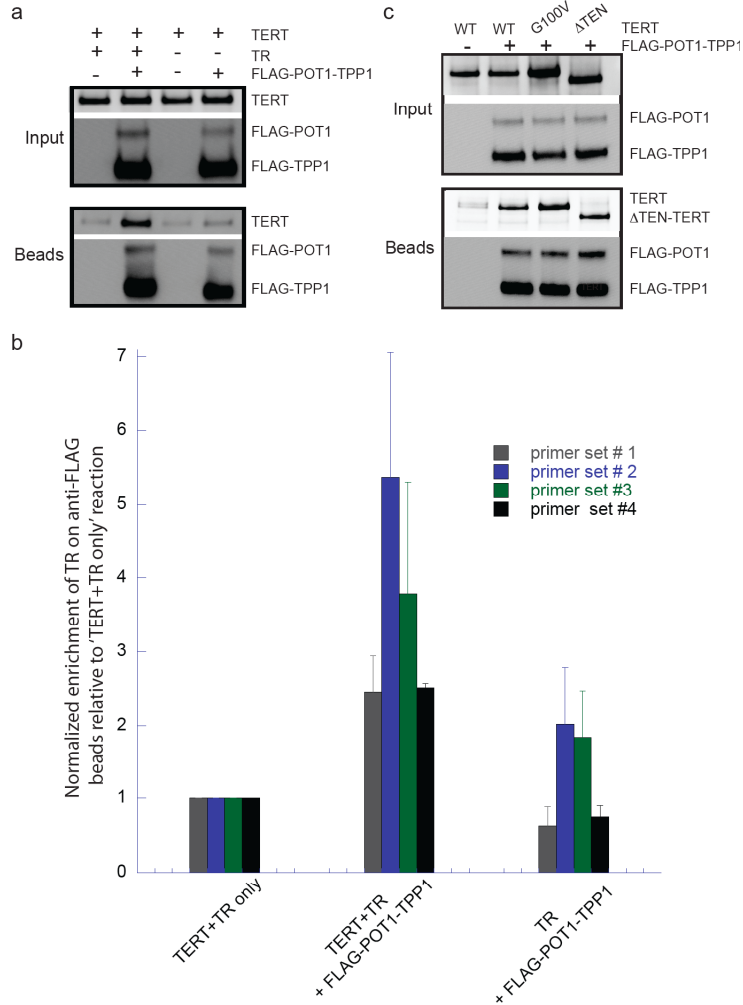 a
+ + + + TERT
+ + - - TR
- + - + FLAG-POT1-TPP1
TERT
Input
FLAG-POT1
FLAG-TPP1
TERT
Beads
FLAG-POT1
FLAG-TPP1
c
WT WT G100V ΔTEN TERT
- + + + FLAG-POT1-TPP1
Input
FLAG-POT1
FLAG-TPP1
TERT
ΔTEN-TERT
Beads
FLAG-POT1
FLAG-TPP1
b
Normalized enrichment of TR on anti-FLAG
beads relative to ‘TERT+TR only’ reaction
7
6
5
4
3
2
1
0
primer set # 1
primer set # 2
primer set #3
primer set #4
TERT+TR only
TERT+TR
+ FLAG-POT1-TPP1
TR
+ FLAG-POT1-TPP1